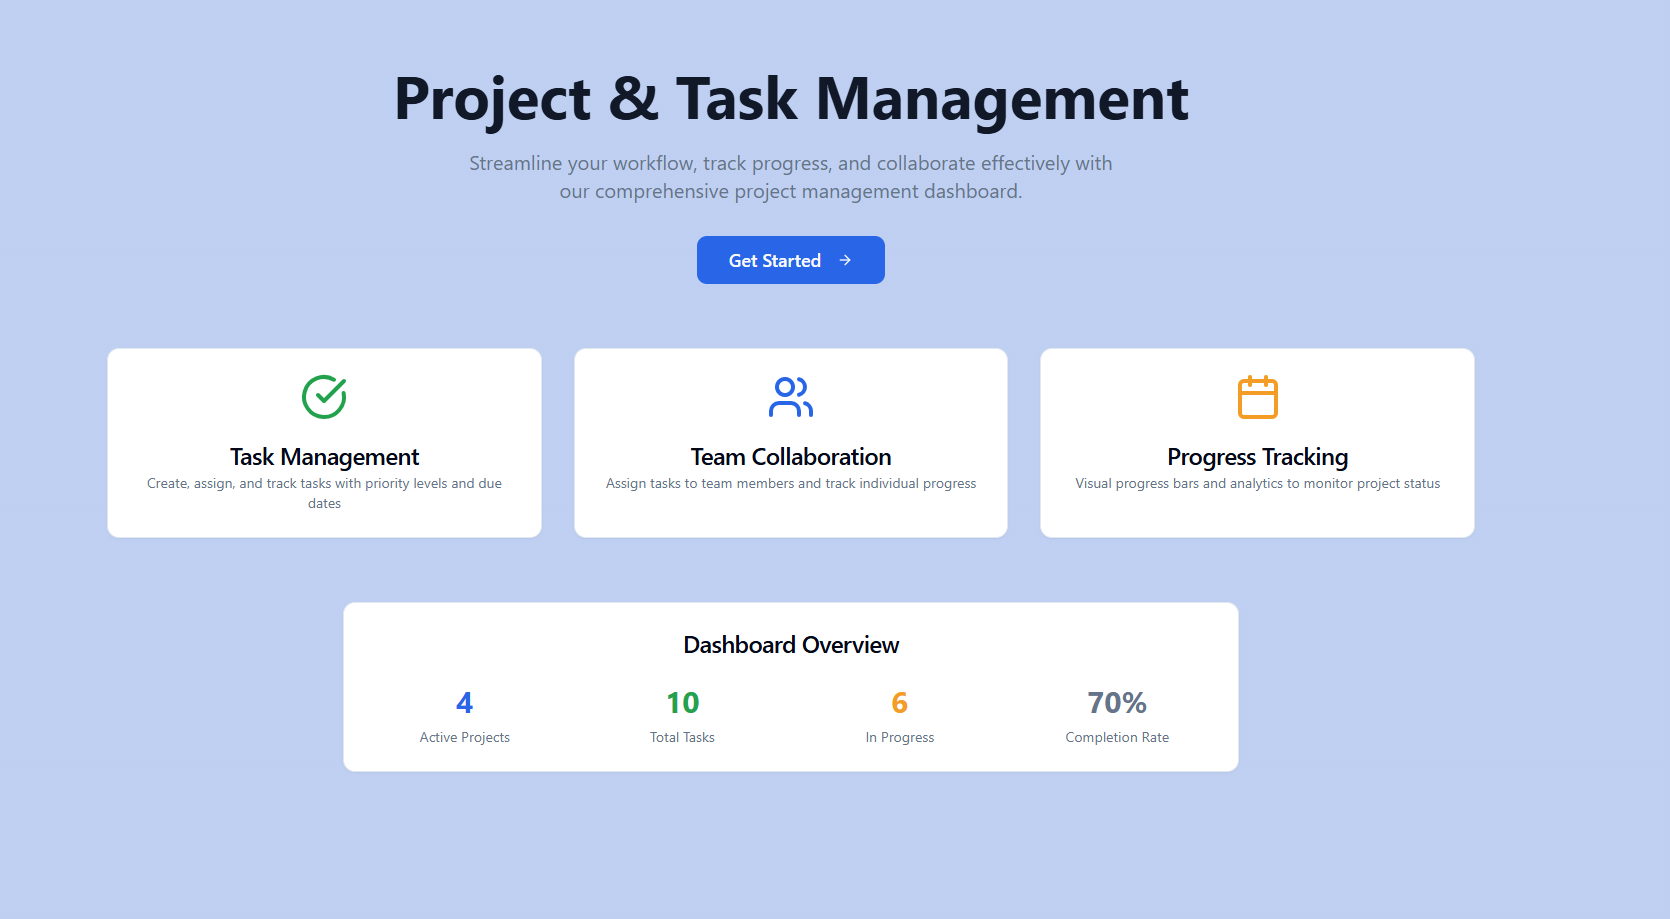 Project & Task Management
Streamline your workflow, track progress, and collaborate effectively with
our comprehensive project management dashboard.
Get Started
Task Management
Create, assign, and track tasks with priority levels and due
dates
Team Collaboration
Assign tasks to team members and track individual progress
Progress Tracking
Visual progress bars and analytics to monitor project status
Dashboard Overview
4
Active Projects
10
Total Tasks
6
In Progress
70%
Completion Rate